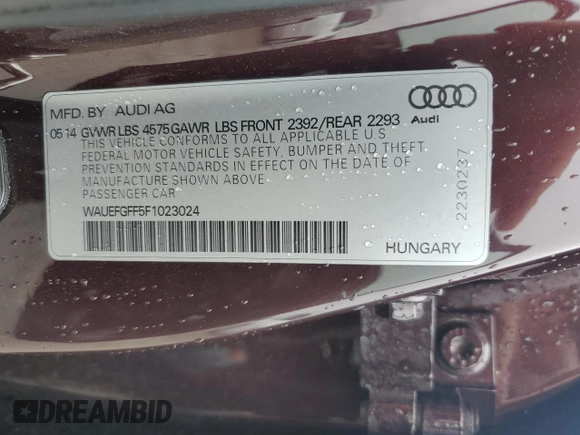 MFD. BY AUDI AG
05 14 GVWR LBS 4575 GAWR LBS FRONT 2392/REAR 2293
THIS VEHICLE CONFORMS TO ALL APPLICABLE U.S.
FEDERAL MOTOR VEHICLE SAFETY, BUMPER AND THEFT
PREVENTION STANDARDS IN EFFECT ON THE DATE OF
MANUFACTURE SHOWN ABOVE.
PASSENGER CAR
WAUEFGFF5F1023024
HUNGARY
Audi
2230237
DREAMBID